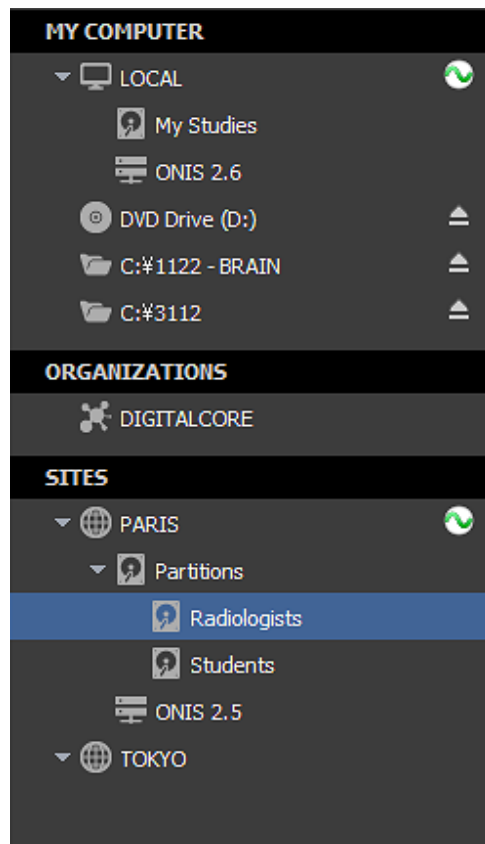 MY COMPUTER
LOCAL
My Studies
ONIS 2.6
DVD Drive (D:)
C:¥1122 - BRAIN
C:¥3112
ORGANIZATIONS
DIGITALCORE
SITES
PARIS
Partitions
Radiologists
Students
ONIS 2.5
TOKYO